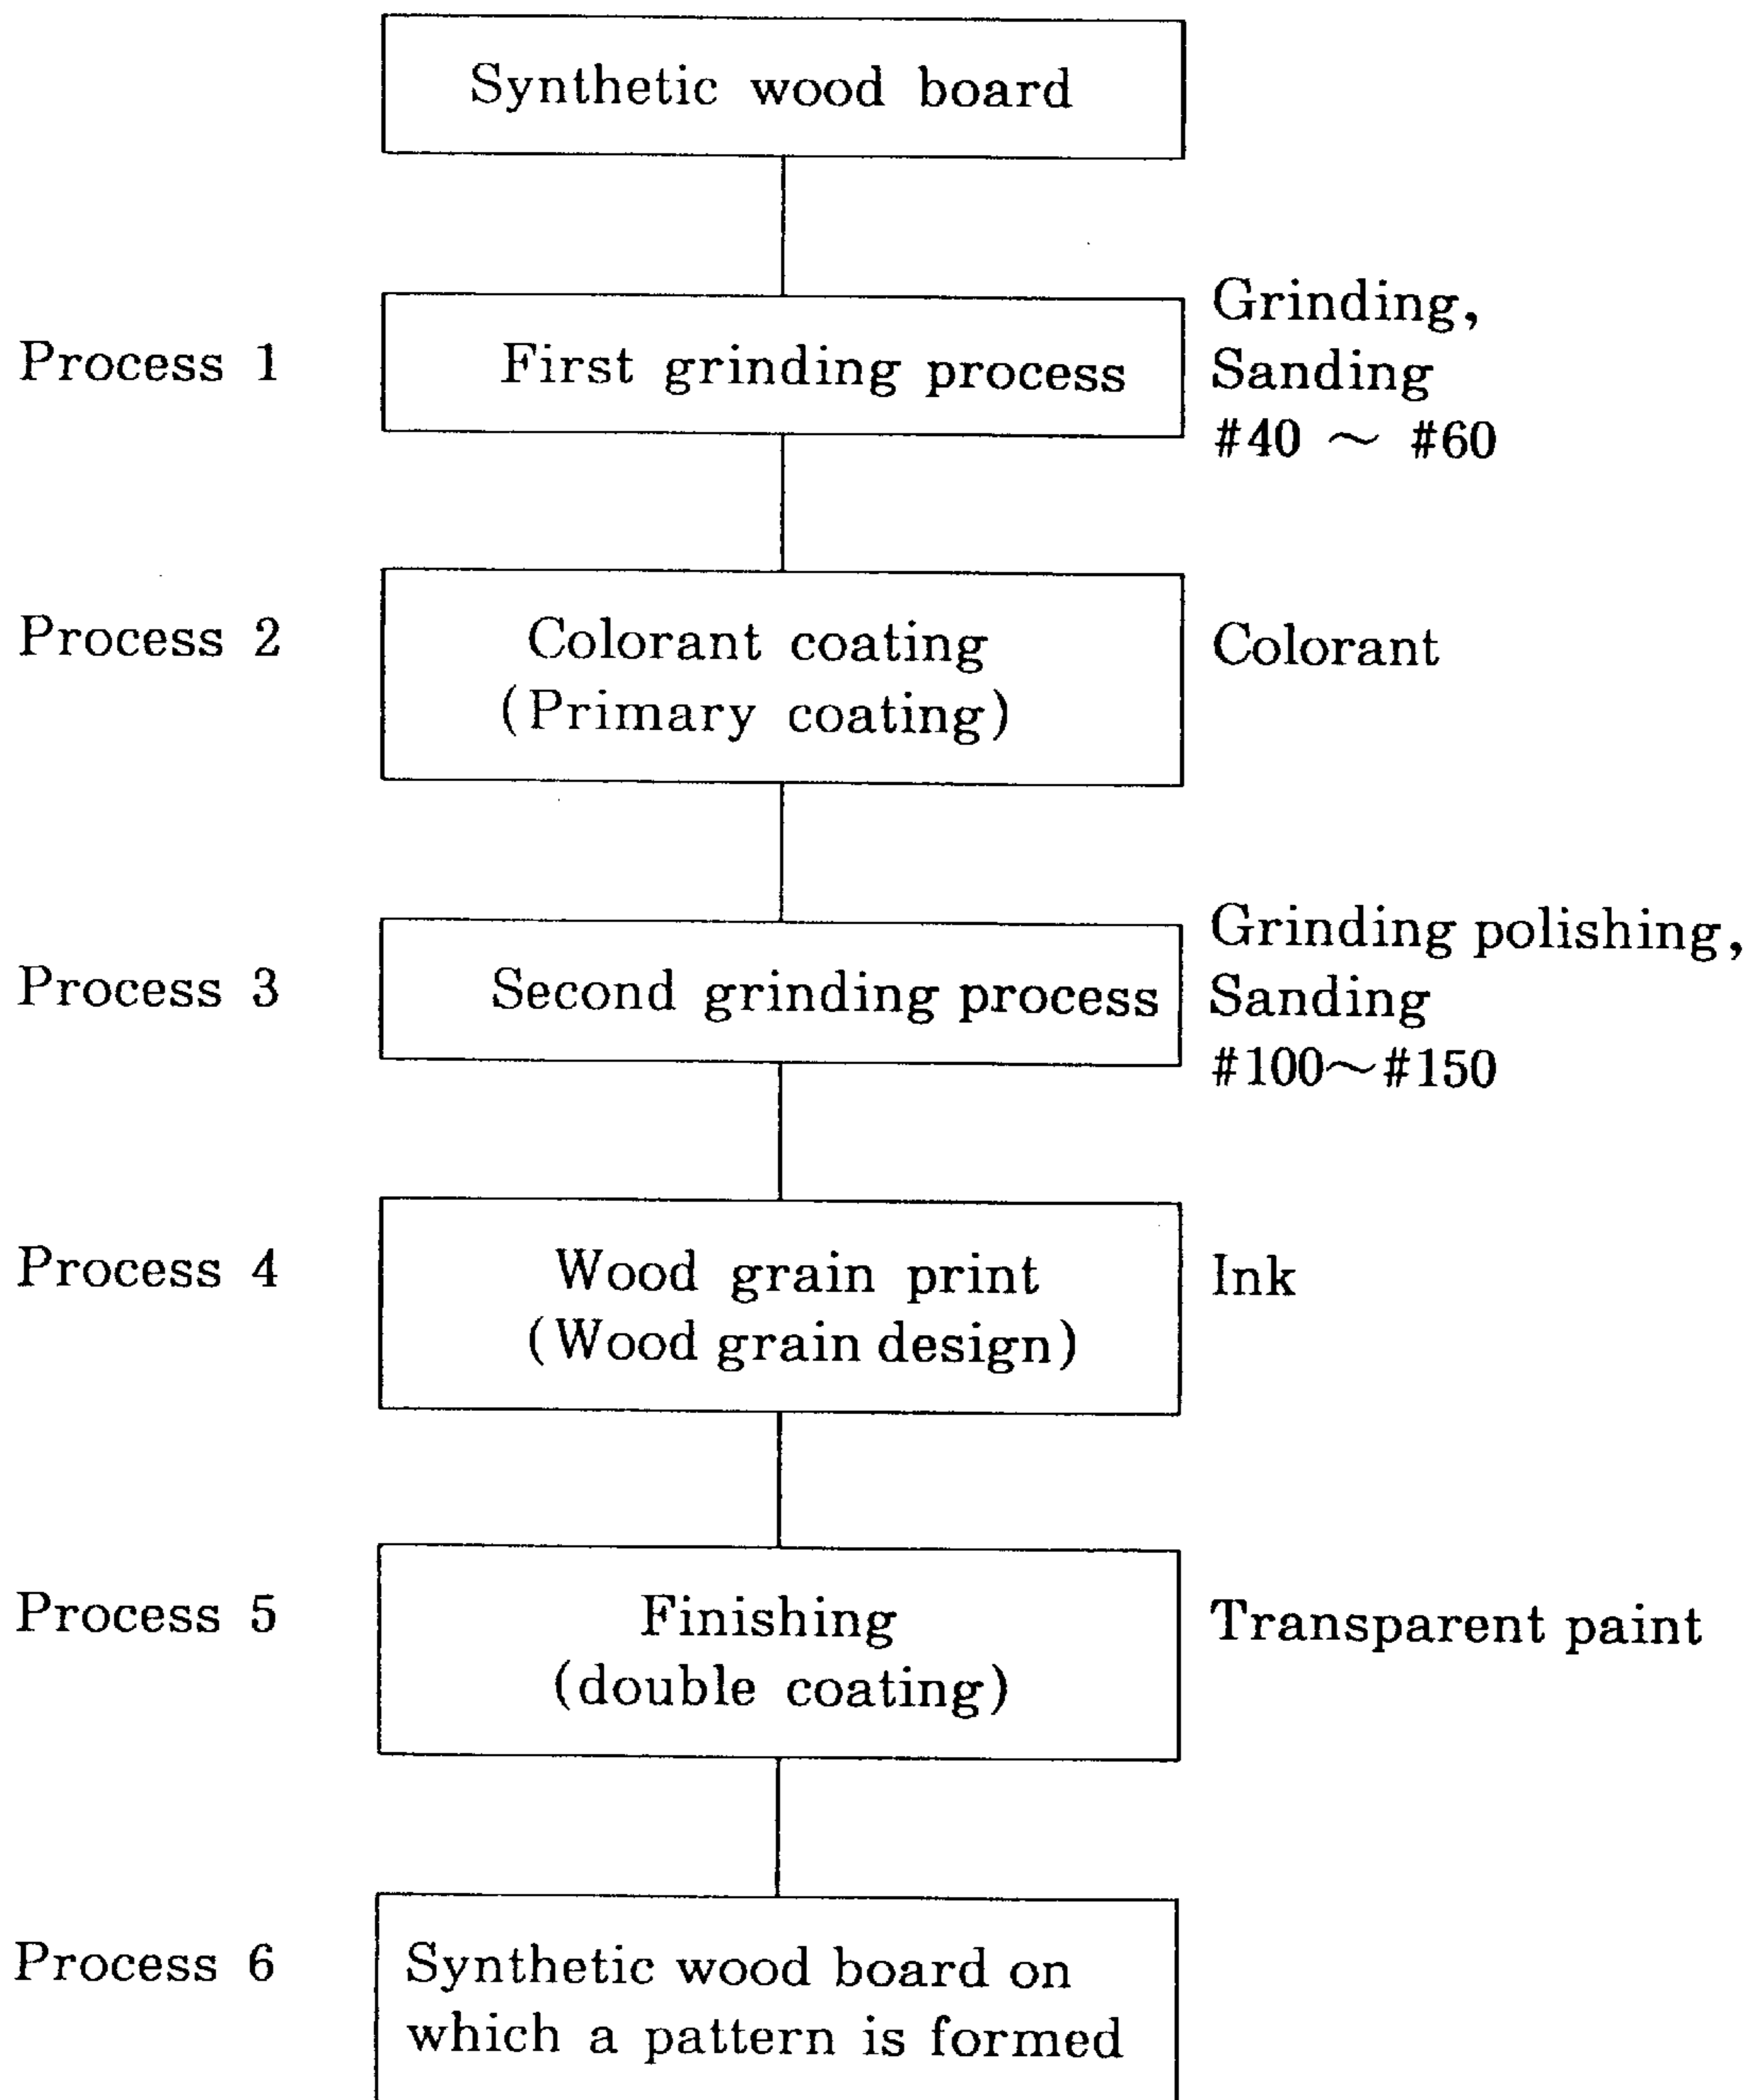 Synthetic wood board
Process 1
First grinding process
Grinding,
Sanding
#40 ～ #60
Process 2
Colorant coating
(Primary coating)
Colorant
Process 3
Second grinding process
Grinding polishing,
Sanding
#100～#150
Process 4
Wood grain print
(Wood grain design)
Ink
Process 5
Finishing
(double coating)
Transparent paint
Process 6
Synthetic wood board on
which a pattern is formed